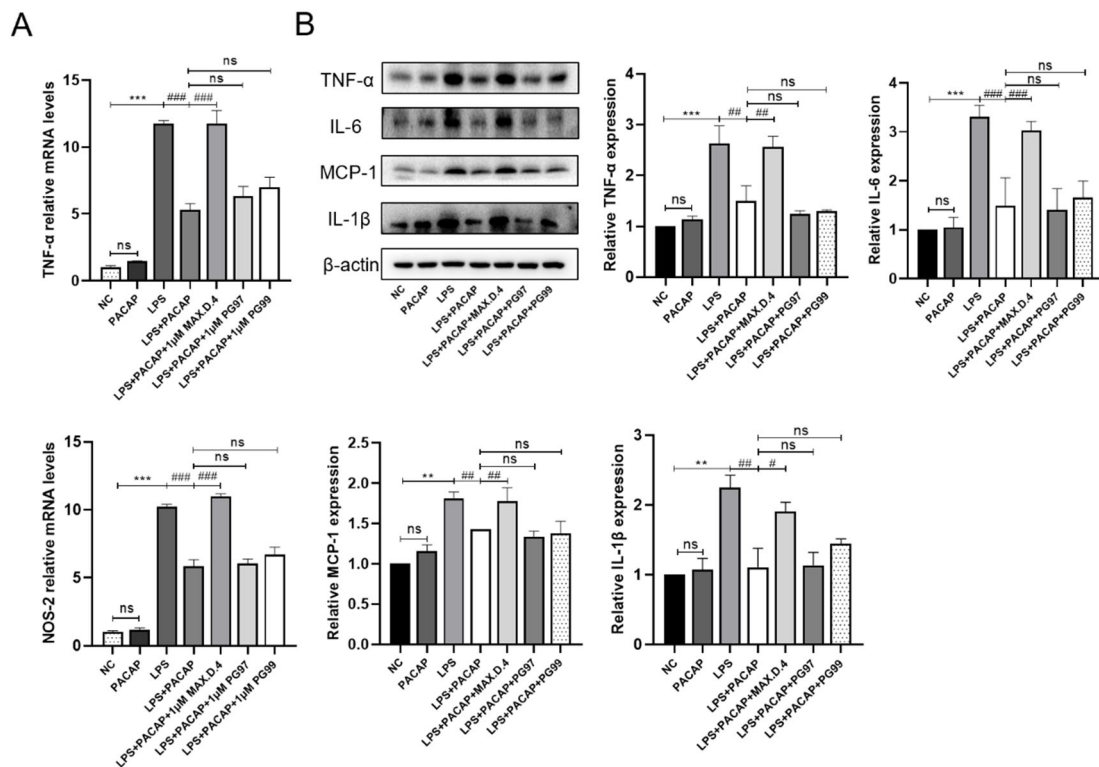 A
B
TNF-α relative mRNA levels
15
10
5
0
ns
***
###
###
ns
ns
NC
PACAP
LPS
LPS+PACAP
LPS+PACAP+1μM MAX.D.4
LPS+PACAP+1μM PG97
LPS+PACAP+1μM PG99
TNF-α
IL-6
MCP-1
IL-1β
β-actin
NC
PACAP
LPS
LPS+PACAP
LPS+PACAP+MAX.D.4
LPS+PACAP+PG97
LPS+PACAP+PG99
Relative TNF-α expression
4
3
2
1
0
ns
***
##
##
ns
ns
NC
PACAP
LPS
LPS+PACAP
LPS+PACAP+MAX.D.4
LPS+PACAP+PG97
LPS+PACAP+PG99
Relative IL-6 expression
4
3
2
1
0
ns
***
###
###
ns
ns
NC
PACAP
LPS
LPS+PACAP
LPS+PACAP+MAX.D.4
LPS+PACAP+PG97
LPS+PACAP+PG99
NOS-2 relative mRNA levels
15
10
5
0
ns
***
###
###
ns
ns
NC
PACAP
LPS
LPS+PACAP
LPS+PACAP+1μM MAX.D.4
LPS+PACAP+1μM PG97
LPS+PACAP+1μM PG99
Relative MCP-1 expression
2.5
2.0
1.5
1.0
0.5
0.0
ns
**
##
##
ns
ns
NC
PACAP
LPS
LPS+PACAP
LPS+PACAP+MAX.D.4
LPS+PACAP+PG97
LPS+PACAP+PG99
Relative IL-1β expression
3
2
1
0
ns
**
##
#
ns
ns
NC
PACAP
LPS
LPS+PACAP
LPS+PACAP+MAX.D.4
LPS+PACAP+PG97
LPS+PACAP+PG99